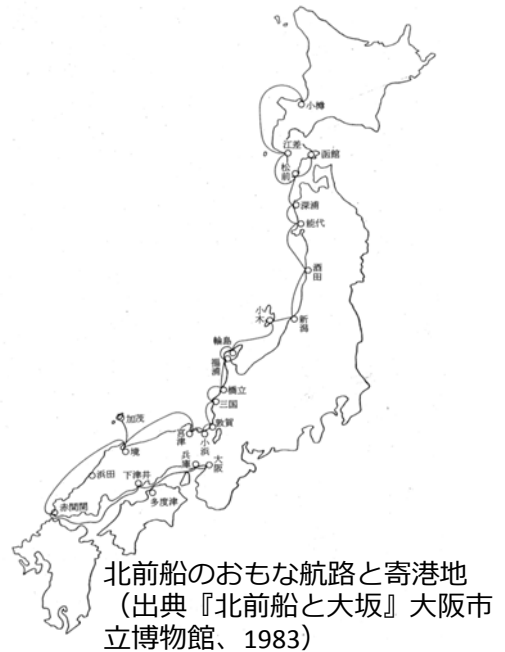 小樽
江差
函館
松前
深浦
能代
酒田
小木
新潟
輪島
福浦
橋立
三国
敦賀
加茂
宮津
小浜
境
兵庫
大阪
浜田
下津井
多度津
赤間関
北前船のおもな航路と寄港地
(出典『北前船と大坂』大阪市
立博物館、1983)